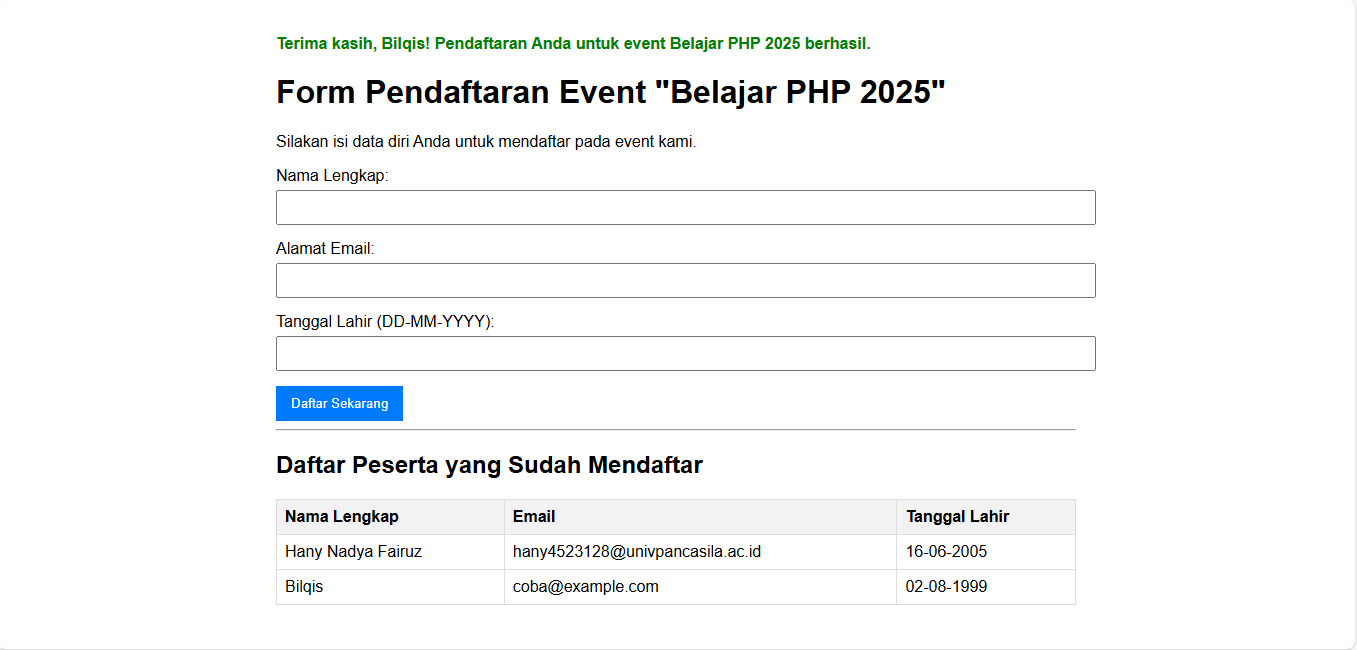 Terima kasih, Bilqis! Pendaftaran Anda untuk event Belajar PHP 2025 berhasil.
Form Pendaftaran Event "Belajar PHP 2025"
Silakan isi data diri Anda untuk mendaftar pada event kami.
Nama Lengkap:
Alamat Email:
Tanggal Lahir (DD-MM-YYYY):
Daftar Sekarang
Daftar Peserta yang Sudah Mendaftar
Nama Lengkap Email Tanggal Lahir
Hany Nadya Fairuz hany4523128@univpancasila.ac.id 16-06-2005
Bilqis coba@example.com 02-08-1999